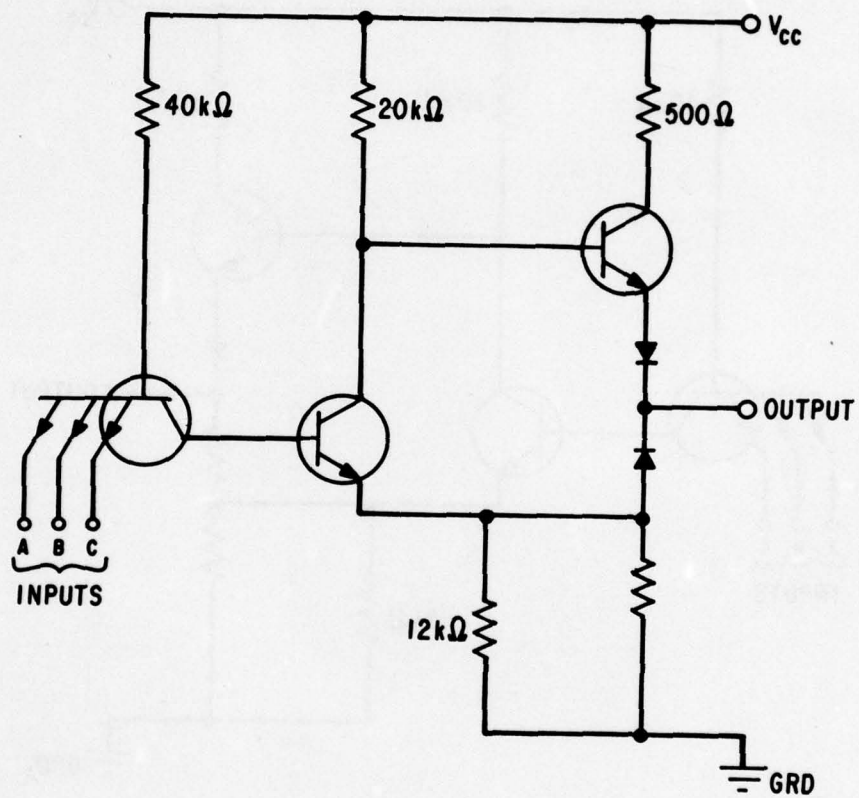 VCC
40kΩ
20kΩ
500Ω
OUTPUT
A B C
INPUTS
12kΩ
GRD